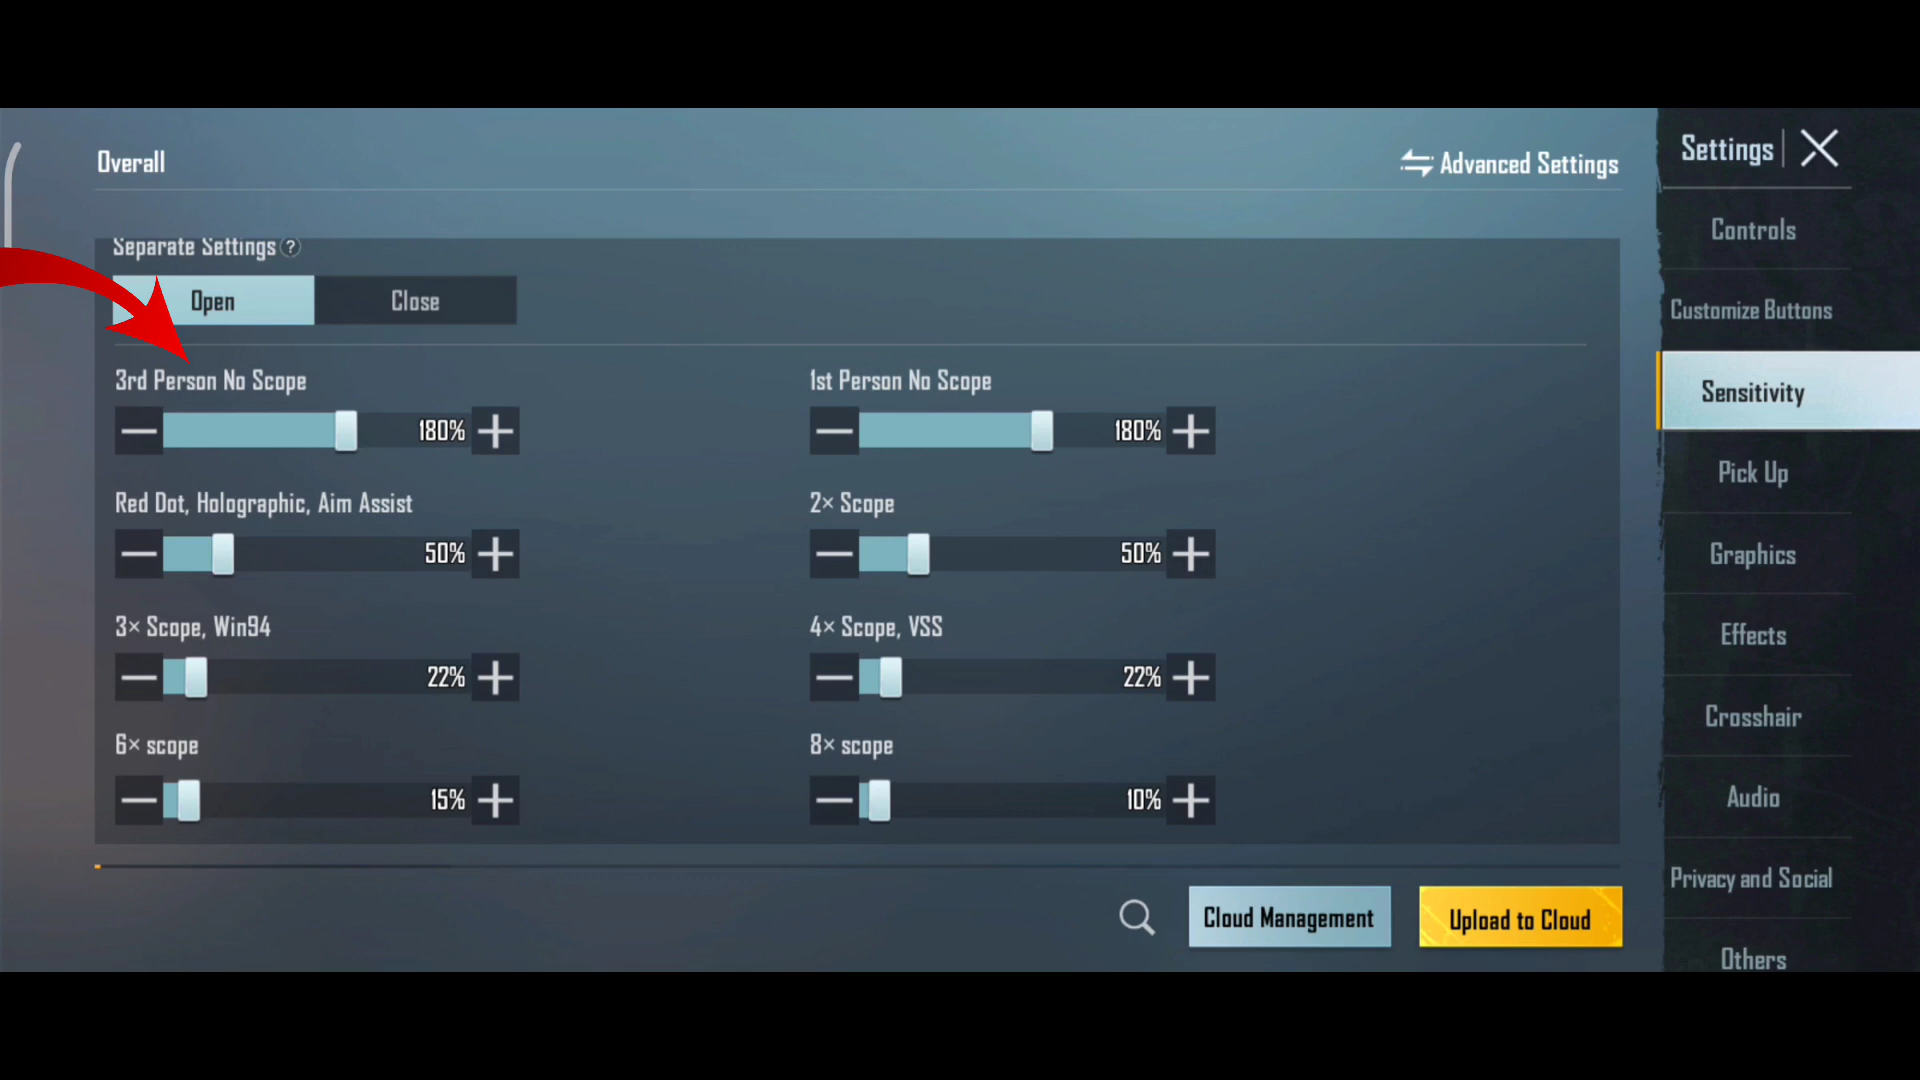 Overall
Advanced Settings
Separate Settings ?
Open
Close
3rd Person No Scope
180%
1st Person No Scope
180%
Red Dot, Holographic, Aim Assist
50%
2× Scope
50%
3× Scope, Win94
22%
4× Scope, VSS
22%
6× scope
15%
8× scope
10%
Cloud Management
Upload to Cloud
Settings
Controls
Customize Buttons
Sensitivity
Pick Up
Graphics
Effects
Crosshair
Audio
Privacy and Social
Others